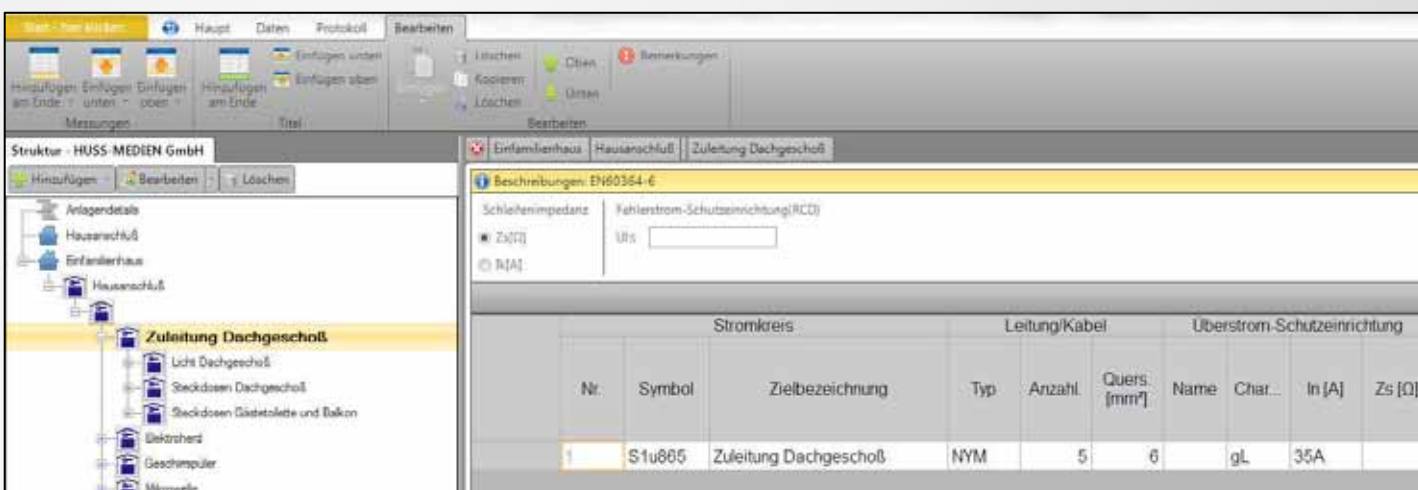 Start - hier klicken Haupt Daten Protokoll Bearbeiten
Hinzufügen am Ende Einfügen unten Einfügen oben
Messungen
Hinzufügen am Ende
Einfügen unten
Einfügen oben
Titel
Löschen
Kopieren
Löschen
Oben
Unten
Bemerkungen
Bearbeiten
Struktur - HUSS-MEDIEN GmbH
Hinzufügen Bearbeiten Löschen
Anlagendetails
Hausanschluß
Einfamilienhaus
Hausanschluß
Zuleitung Dachgeschoß
Licht Dachgeschoß
Steckdosen Dachgeschoß
Steckdosen Gästetoilette und Balkon
Elektroherd
Geschirrspüler
Mikrowelle
Einfamilienhaus Hausanschluß Zuleitung Dachgeschoß
Beschreibungen: EN60364-6
Schleifenimpedanz Fehlerstrom-Schutzeinrichtung(RCD)
Zs[Ω]
Ik[A]
Stromkreis Leitung/Kabel Überstrom-Schutzeinrichtung
Nr. Symbol Zielbezeichnung Typ Anzahl. Quers. [mm²] Name Char... In [A] Zs [Ω]
1 S1u865 Zuleitung Dachgeschoß NYM 5 6 gL 35A